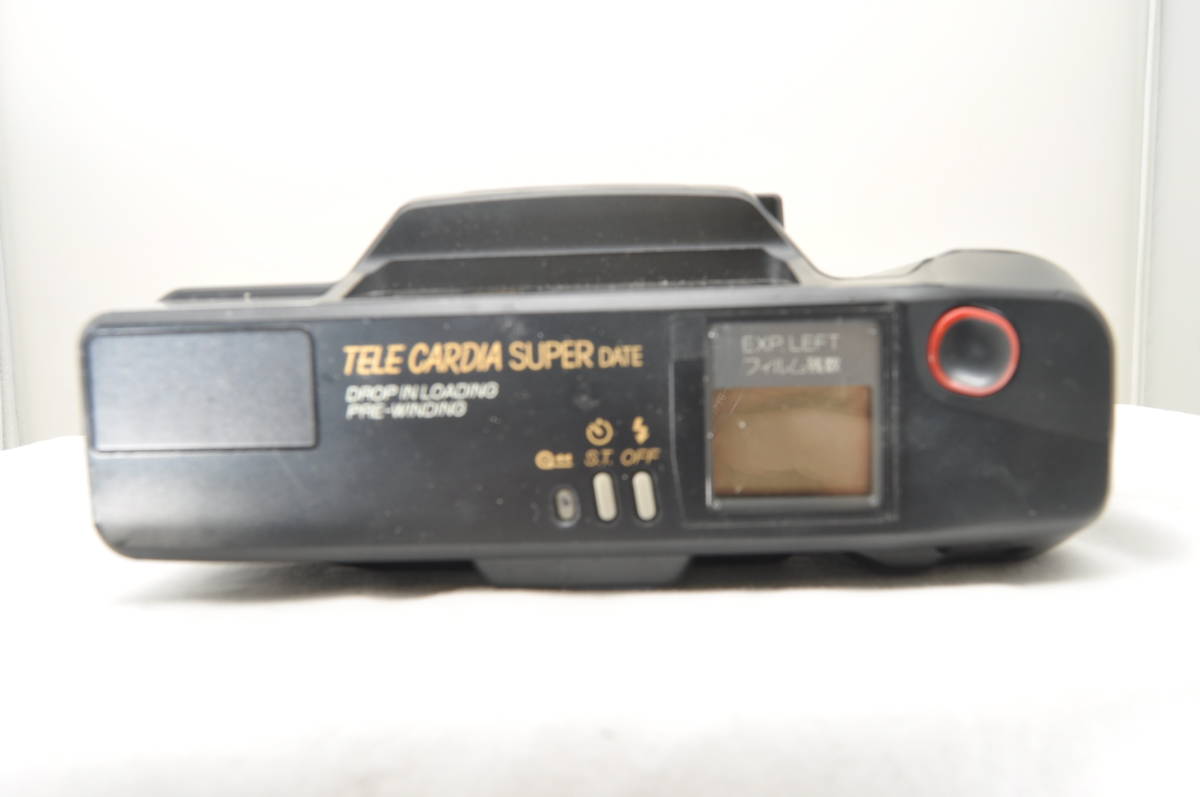 TELE CARDIA SUPER DATE
DROP IN LOADING
PRE-WINDING
S.T. OFF
EXP. LEFT
フィルム残数